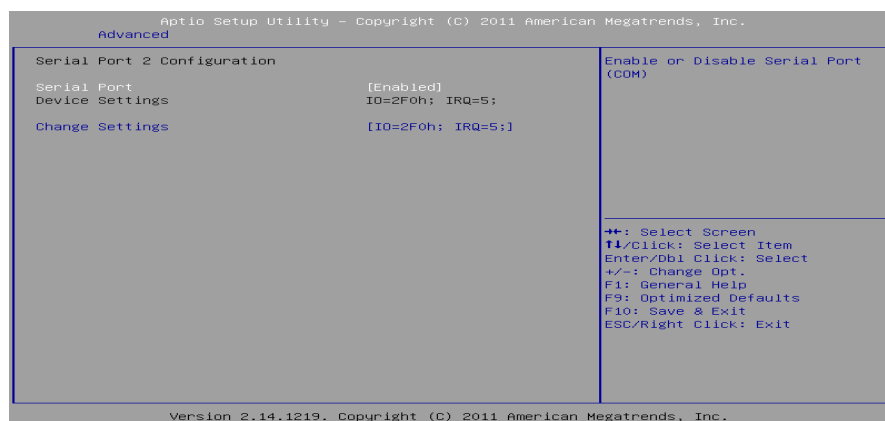 Aptio Setup Utility – Copyright (C) 2011 American Megatrends, Inc.
Advanced
Serial Port 2 Configuration
Serial Port [Enabled]
Device Settings IO=2F0h; IRQ=5;
Change Settings [IO=2F0h; IRQ=5;]
Enable or Disable Serial Port
(COM)
→←: Select Screen
↑↓/Click: Select Item
Enter/Dbl Click: Select
+/-: Change Opt.
F1: General Help
F9: Optimized Defaults
F10: Save & Exit
ESC/Right Click: Exit
Version 2.14.1219. Copyright (C) 2011 American Megatrends, Inc.